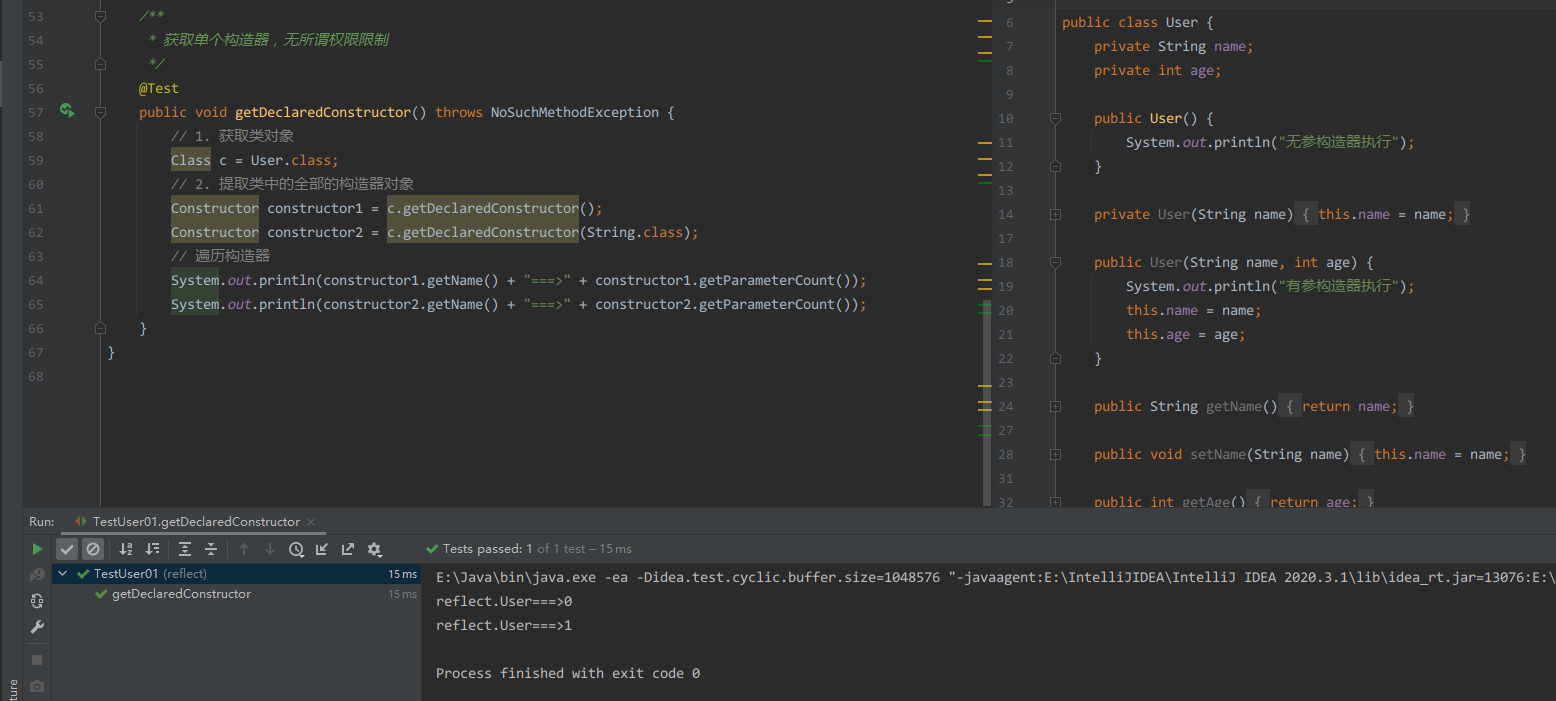 53 /**
54 * 获取单个构造器，无所谓权限限制
55 */
56 @Test
57 public void getDeclaredConstructor() throws NoSuchMethodException {
58 // 1. 获取类对象
59 Class c = User.class;
60 // 2. 提取类中的全部的构造器对象
61 Constructor constructor1 = c.getDeclaredConstructor();
62 Constructor constructor2 = c.getDeclaredConstructor(String.class);
63 // 遍历构造器
64 System.out.println(constructor1.getName() + "===>" + constructor1.getParameterCount());
65 System.out.println(constructor2.getName() + "===>" + constructor2.getParameterCount());
66 }
67 }
68
6 public class User {
7 private String name;
8 private int age;
9
10 public User() {
11 System.out.println("无参构造器执行");
12 }
13
14 private User(String name) { this.name = name; }
17
18 public User(String name, int age) {
19 System.out.println("有参构造器执行");
20 this.name = name;
21 this.age = age;
22 }
23
24 public String getName() { return name; }
27
28 public void setName(String name) { this.name = name; }
31
32 public int getAge() { return age; }
Run: TestUser01.getDeclaredConstructor
Tests passed: 1 of 1 test – 15 ms
TestUser01 (reflect) 15 ms
getDeclaredConstructor 15 ms
E:\Java\bin\java.exe -ea -Didea.test.cyclic.buffer.size=1048576 "-javaagent:E:\IntelliJIDEA\IntelliJ IDEA 2020.3.1\lib\idea_rt.jar=13076:E:\
reflect.User===>0
reflect.User===>1
Process finished with exit code 0